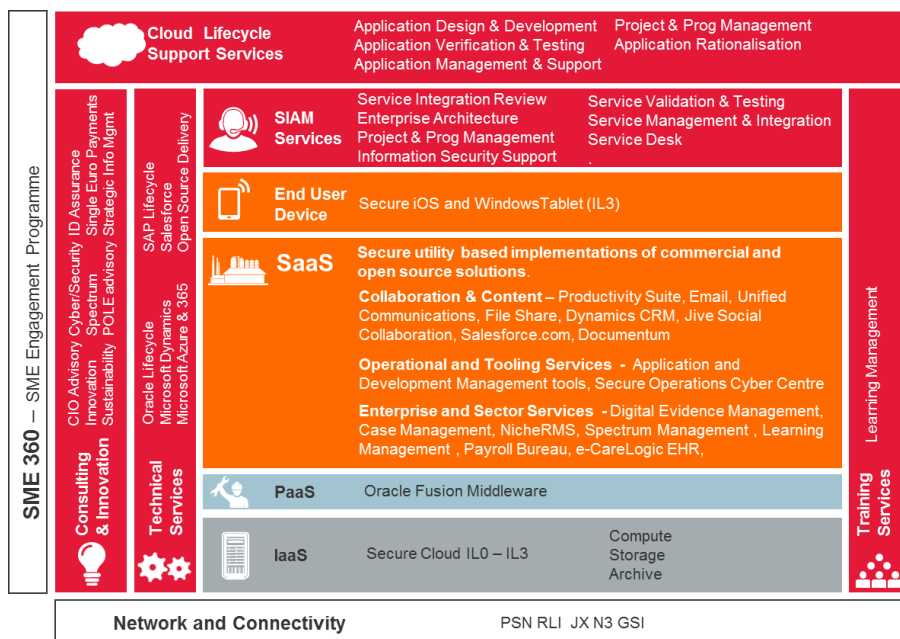 Cloud Lifecycle
Support Services
Application Design & Development
Application Verification & Testing
Application Management & Support
Project & Prog Management
Application Rationalisation
SME 360 – SME Engagement Programme
Consulting
& Innovation
CIO Advisory Cyber/Security ID Assurance
Innovation Spectrum Single Euro Payments
Sustainability POLE advisory Strategic Info Mgmt
Technical
Services
Oracle Lifecycle SAP Lifecycle
Microsoft Dynamics Salesforce
Microsoft Azure & 365 Open Source Delivery
SIAM
Services
Service Integration Review
Enterprise Architecture
Project & Prog Management
Information Security Support
Service Validation & Testing
Service Management & Integration
Service Desk
.
End User
Device
Secure iOS and WindowsTablet (IL3)
SaaS
Secure utility based implementations of commercial and
open source solutions.
Collaboration & Content – Productivity Suite, Email, Unified
Communications, File Share, Dynamics CRM, Jive Social
Collaboration, Salesforce.com, Documentum
Operational and Tooling Services - Application and
Development Management tools, Secure Operations Cyber Centre
Enterprise and Sector Services - Digital Evidence Management,
Case Management, NicheRMS, Spectrum Management , Learning
Management , Payroll Bureau, e-CareLogic EHR,
PaaS
Oracle Fusion Middleware
IaaS
Secure Cloud IL0 – IL3
Compute
Storage
Archive
Training
Services
Learning Management
Network and Connectivity
PSN RLI JX N3 GSI